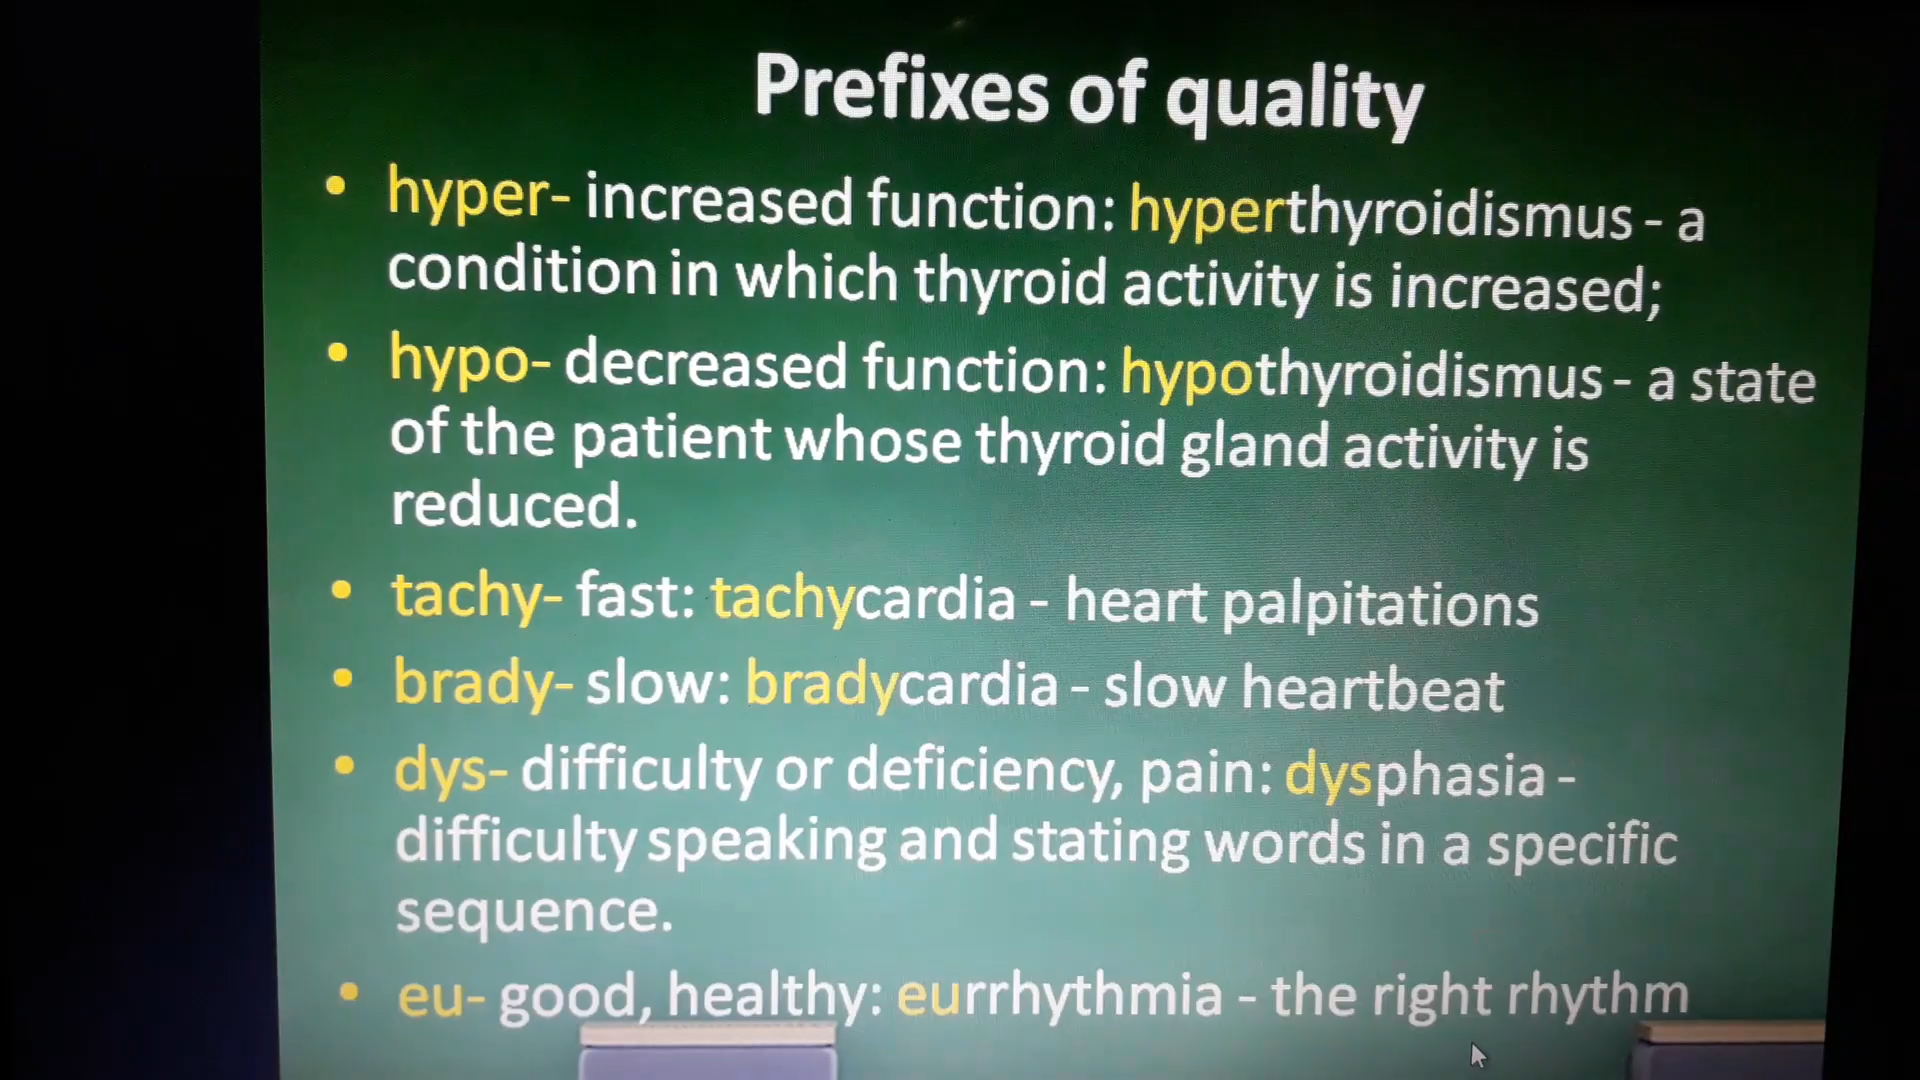 Prefixes of quality
• hyper- increased function: hyperthyroidismus - a
condition in which thyroid activity is increased;
• hypo- decreased function: hypothyroidismus - a state
of the patient whose thyroid gland activity is
reduced.
• tachy- fast: tachycardia - heart palpitations
• brady- slow: bradycardia - slow heartbeat
• dys- difficulty or deficiency, pain: dysphasia -
difficulty speaking and stating words in a specific
sequence.
• eu- good, healthy: eurrhythmia - the right rhythm